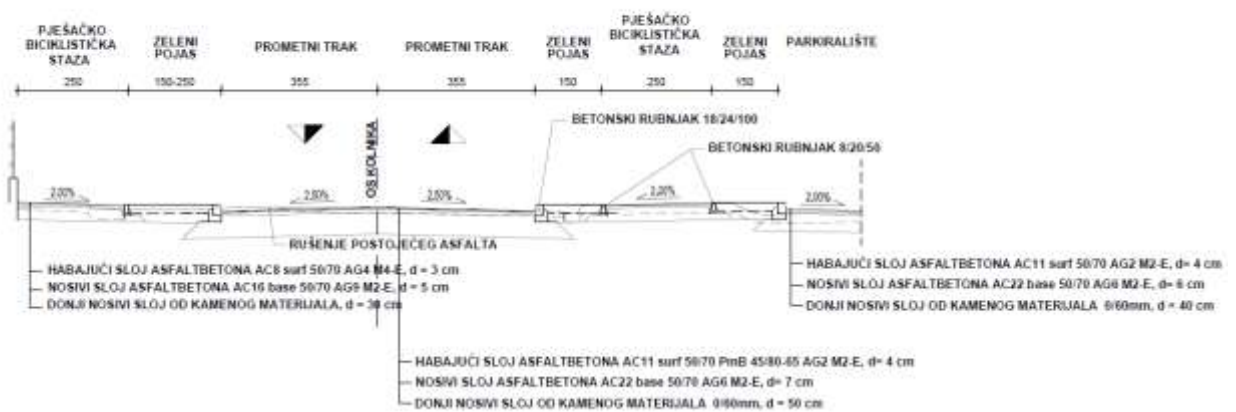 PJEŠAČKO
BICIKLISTIČKA
STAZA
ZELENI
POJAS
PROMETNI TRAK
PROMETNI TRAK
ZELENI
POJAS
PJEŠAČKO
BICIKLISTIČKA
STAZA
ZELENI
POJAS
PARKIRALIŠTE
250
150-250
355
355
150
250
150
OS KOLNIKA
BETONSKI RUBNJAK 18/24/100
BETONSKI RUBNJAK 8/20/50
2,00%
2,50%
2,50%
2,00%
2,00%
RUŠENJE POSTOJEĆEG ASFALTA
HABAJUĆI SLOJ ASFALTBETONA AC8 surf 50/70 AG4 M4-E, d = 3 cm
NOSIVI SLOJ ASFALTBETONA AC16 base 50/70 AG9 M2-E, d = 5 cm
DONJI NOSIVI SLOJ OD KAMENOG MATERIJALA, d = 30 cm
HABAJUĆI SLOJ ASFALTBETONA AC11 surf 50/70 AG2 M2-E, d= 4 cm
NOSIVI SLOJ ASFALTBETONA AC22 base 50/70 AG6 M2-E, d= 6 cm
DONJI NOSIVI SLOJ OD KAMENOG MATERIJALA 0/60mm, d = 40 cm
HABAJUĆI SLOJ ASFALTBETONA AC11 surf 50/70 PmB 45/80-65 AG2 M2-E, d= 4 cm
NOSIVI SLOJ ASFALTBETONA AC22 base 50/70 AG6 M2-E, d= 7 cm
DONJI NOSIVI SLOJ OD KAMENOG MATERIJALA 0/60mm, d = 50 cm